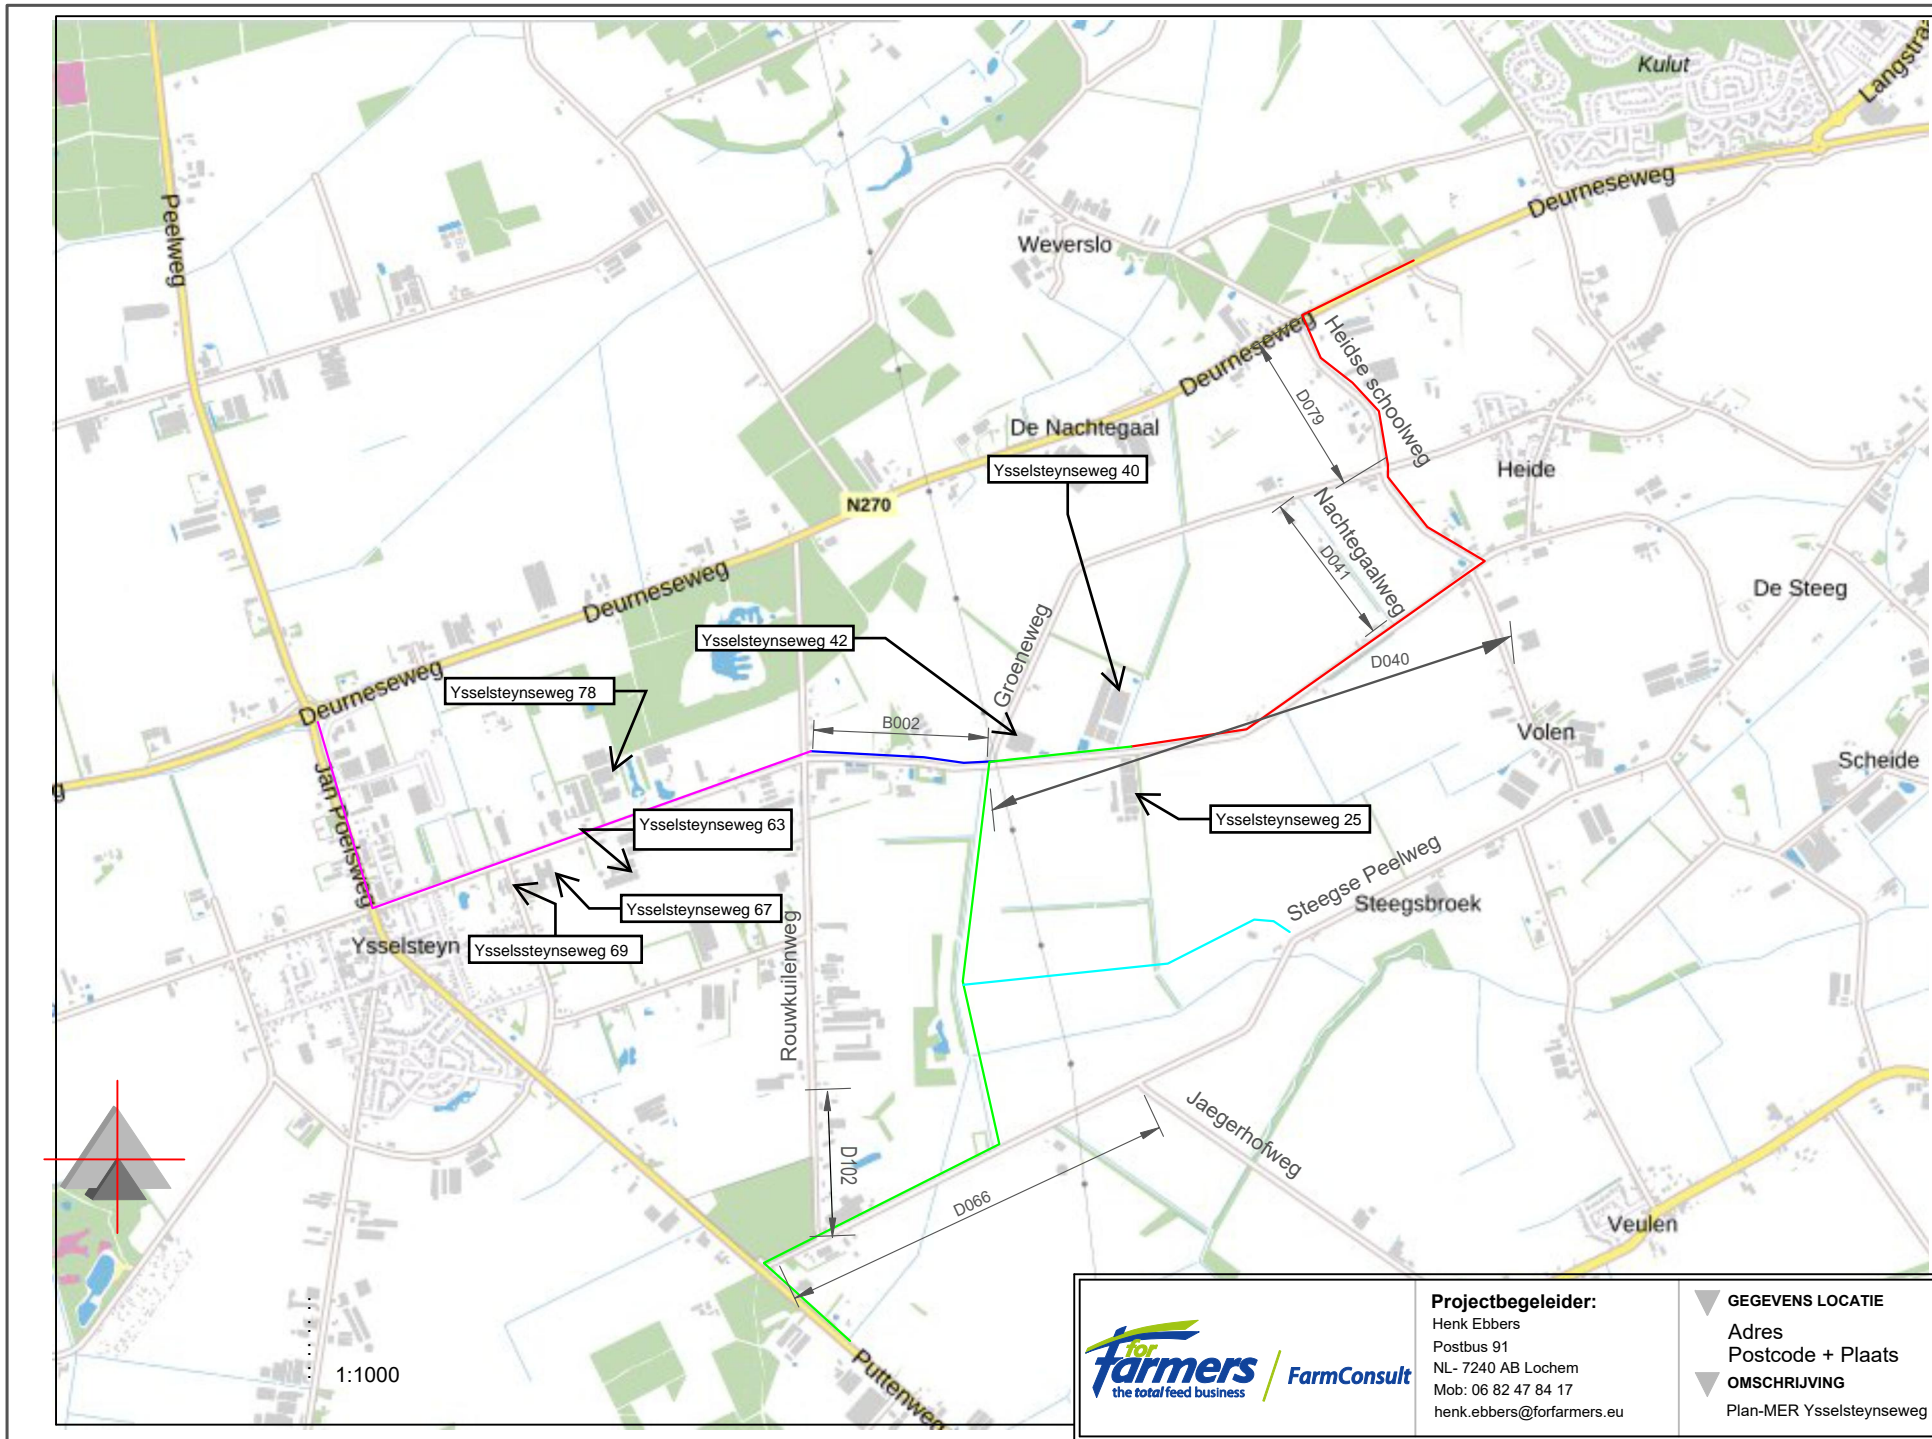 Kulut
Langstra
Peelweg
Deurneseweg
Weverslo
Deurneseweg
Heidse schoolweg
D079
De Nachtegaal
Ysselsteynseweg 40
Heide
N270
Nachtegaalweg
D041
Deurneseweg
De Steeg
Groeneweg
Ysselsteynseweg 42
D040
Deurneseweg
Ysselsteynseweg 78
B002
Volen
Scheide
g
Jan Poelsweg
Ysselsteynseweg 63
Ysselsteynseweg 25
Steegse Peelweg
Steegsbroek
Ysselsteynseweg 67
Ysselsteyn
Ysselssteynseweg 69
Rouwkuilenweg
Jaegerhofweg
D102
D066
Veulen
1:1000
Puttenweg
for
farmers
the total feed business
FarmConsult
Projectbegeleider:
Henk Ebbers
Postbus 91
NL- 7240 AB Lochem
Mob: 06 82 47 84 17
henk.ebbers@forfarmers.eu
GEGEVENS LOCATIE
Adres
Postcode + Plaats
OMSCHRIJVING
Plan-MER Ysselsteynseweg